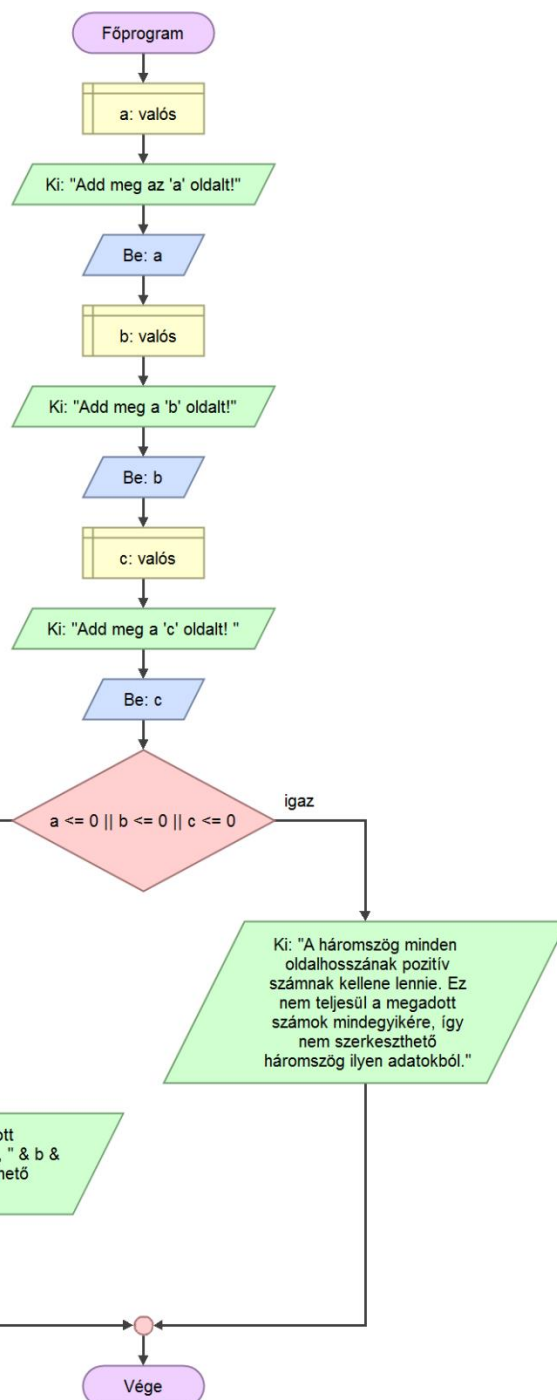 Főprogram
a: valós
Ki: "Add meg az 'a' oldalt!"
Be: a
b: valós
Ki: "Add meg a 'b' oldalt!"
Be: b
c: valós
Ki: "Add meg a 'c' oldalt! "
Be: c
a <= 0 || b <= 0 || c <= 0
igaz
Ki: "A háromszög minden
oldalhosszának pozitív
számnak kellene lennie. Ez
nem teljesül a megadott
számok mindegyikére, így
nem szerkeszthető
háromszög ilyen adatokból."
, " & b &
Vége